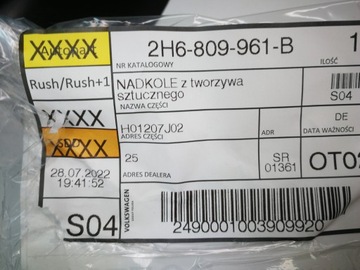 XXXX
Autopart
2H6-809-961-B
NR KATALOGOWY
ILOŚĆ
1
Rush/Rush+1
NADKOLE z tworzywa
sztucznego
NAZWA CZĘŚCI
S04
XXXX
SDD
XXXX
H01207J02
ADRES CZĘŚCI
ADR
DE
DATA WAŻNOŚCI
28.07.2022
19:41:52
25
ADRES DEALERA
SR
01361
OT02
S04
VOLKSWAGEN
2490001003909920